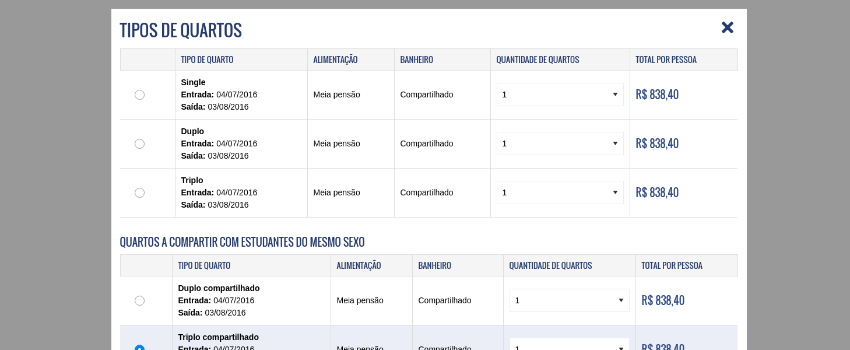 TIPOS DE QUARTOS
TIPO DE QUARTO ALIMENTAÇÃO BANHEIRO QUANTIDADE DE QUARTOS TOTAL POR PESSOA
Single
Entrada: 04/07/2016 Meia pensão Compartilhado 1 R$ 838,40
Saída: 03/08/2016
Duplo
Entrada: 04/07/2016 Meia pensão Compartilhado 1 R$ 838,40
Saída: 03/08/2016
Triplo
Entrada: 04/07/2016 Meia pensão Compartilhado 1 R$ 838,40
Saída: 03/08/2016
QUARTOS A COMPARTIR COM ESTUDANTES DO MESMO SEXO
TIPO DE QUARTO ALIMENTAÇÃO BANHEIRO QUANTIDADE DE QUARTOS TOTAL POR PESSOA
Duplo compartilhado
Entrada: 04/07/2016 Meia pensão Compartilhado 1 R$ 838,40
Saída: 03/08/2016
Triplo compartilhado
Entrada: 04/07/2016 Meia pensão Compartilhado 1 R$ 838,40